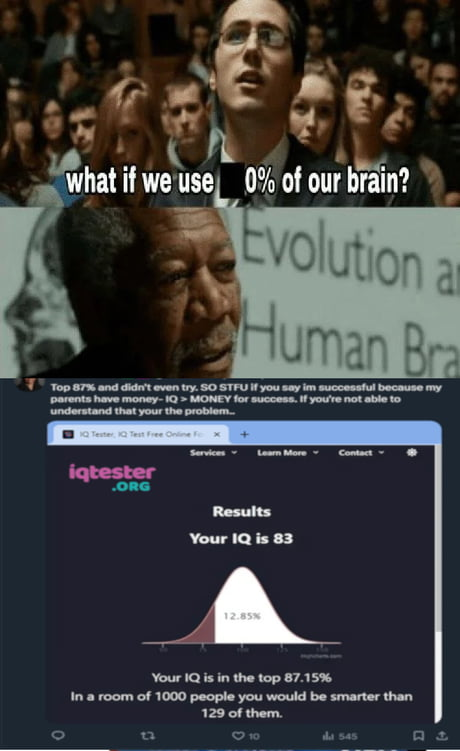 what if we use 0% of our brain?
Evolution a
Human Bra
Top 87% and didn't even try. SO STFU if you say im successful because my
parents have money- IQ > MONEY for success. If you're not able to
understand that your the problem..
IQ Tester, IQ Test Free Online Fo × +
Services Learn More Contact
iqtester
.ORG
Results
Your IQ is 83
12.85%
Your IQ is in the top 87.15%
In a room of 1000 people you would be smarter than
129 of them.
10 545